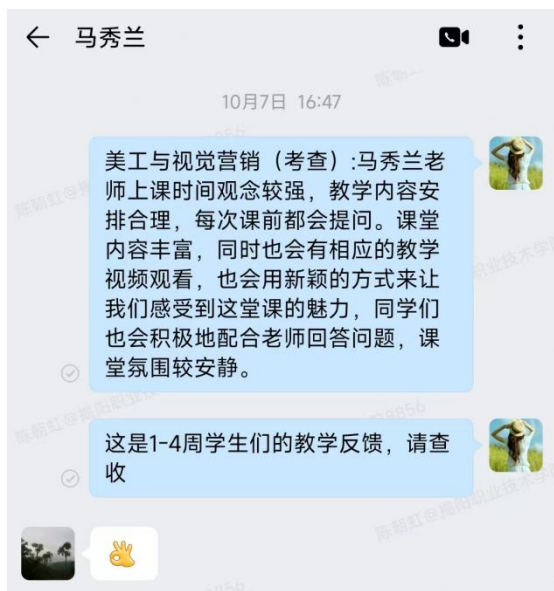 马秀兰
10月7日 16:47
美工与视觉营销（考查）:马秀兰老
师上课时间观念较强，教学内容安
排合理，每次课前都会提问。课堂
内容丰富，同时也会有相应的教学
视频观看，也会用新颖的方式来让
我们感受到这堂课的魅力，同学们
也会积极地配合老师回答问题，课
堂氛围较安静。
这是1-4周学生们的教学反馈，请查
收